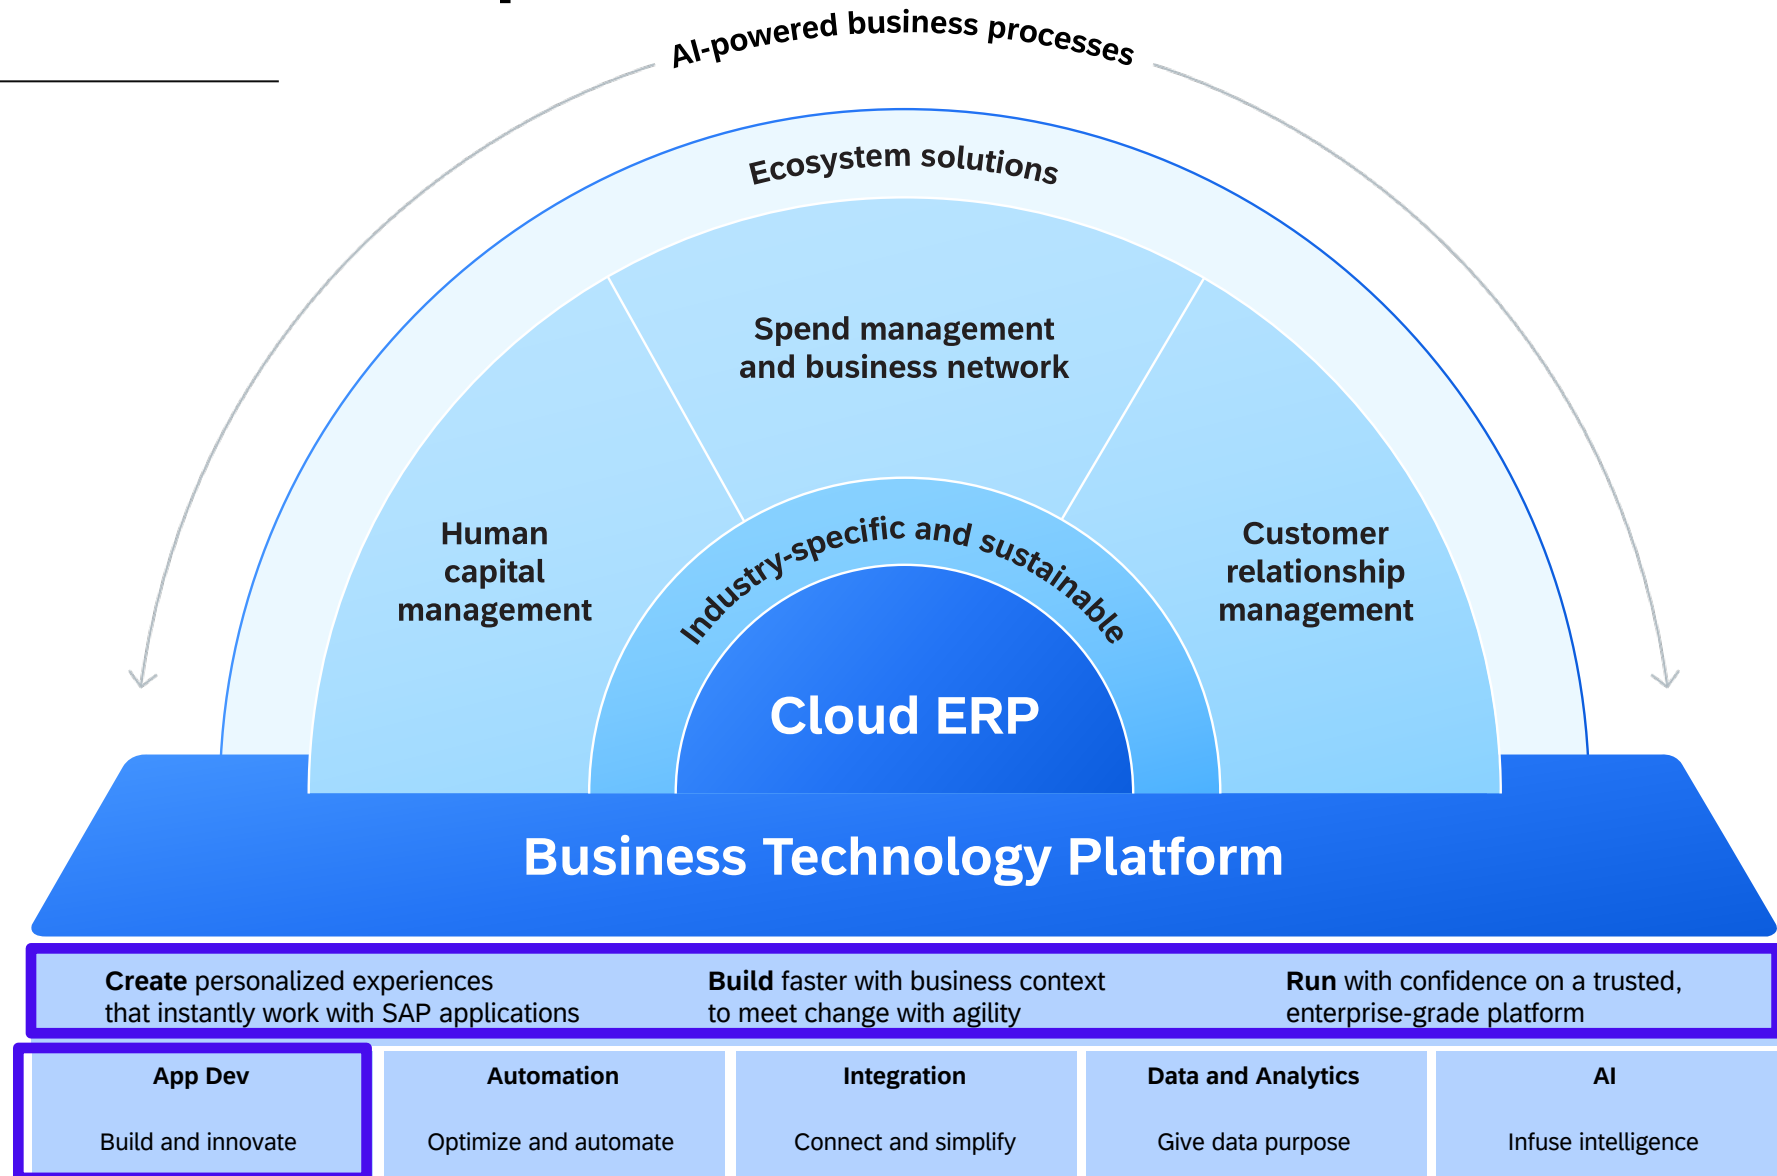 AI-powered business processes
Ecosystem solutions
Spend management
and business network
Human
capital
management
Customer
relationship
management
Industry-specific and sustainable
Cloud ERP
Business Technology Platform
Create personalized experiences
that instantly work with SAP applications
Build faster with business context
to meet change with agility
Run with confidence on a trusted,
enterprise-grade platform
App Dev
Build and innovate
Automation
Optimize and automate
Integration
Connect and simplify
Data and Analytics
Give data purpose
AI
Infuse intelligence